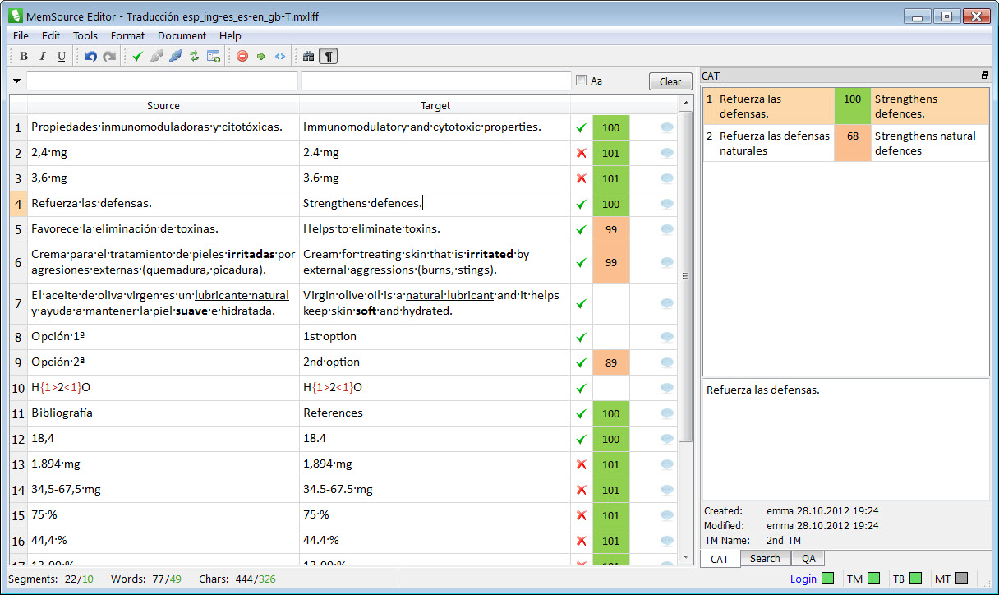 MemSource Editor - Traducción esp_ing-es_es-en_gb-T.mxliff
File Edit Tools Format Document Help
B I U ¶
Aa Clear
Source Target
1 Propiedades·inmunomoduladoras·y·citotóxicas. Immunomodulatory·and·cytotoxic·properties. 100
2 2,4·mg 2.4·mg 101
3 3,6·mg 3.6·mg 101
4 Refuerza·las·defensas. Strengthens·defences. 100
5 Favorece·la·eliminación·de·toxinas. Helps·to·eliminate·toxins. 99
6 Crema·para·el·tratamiento·de·pieles·irritadas·por Cream·for·treating·skin·that·is·irritated·by 99
agresiones·externas·(quemadura,·picadura). external·aggressions·(burns,·stings).
7 El·aceite·de·oliva·virgen·es·un·lubricante·natural Virgin·olive·oil·is·a·natural·lubricant·and·it·helps
y·ayuda·a·mantener·la·piel·suave·e·hidratada. keep·skin·soft·and·hydrated.
8 Opción·1ª 1st·option
9 Opción·2ª 2nd·option 89
10 H{1>2<1}O H{1>2<1}O
11 Bibliografía References 100
12 18,4 18.4 100
13 1.894·mg 1,894·mg 101
14 34,5-67,5·mg 34.5-67.5·mg 101
15 75·% 75·% 101
16 44,4·% 44.4·% 101
CAT
1 Refuerza las 100 Strengthens
defensas. defences.
2 Refuerza las defensas 68 Strengthens natural
naturales defences
Refuerza las defensas.
Created: emma 28.10.2012 19:24
Modified: emma 28.10.2012 19:24
TM Name: 2nd TM
CAT Search QA
Segments: 22/10 Words: 77/49 Chars: 444/326 Login TM TB MT